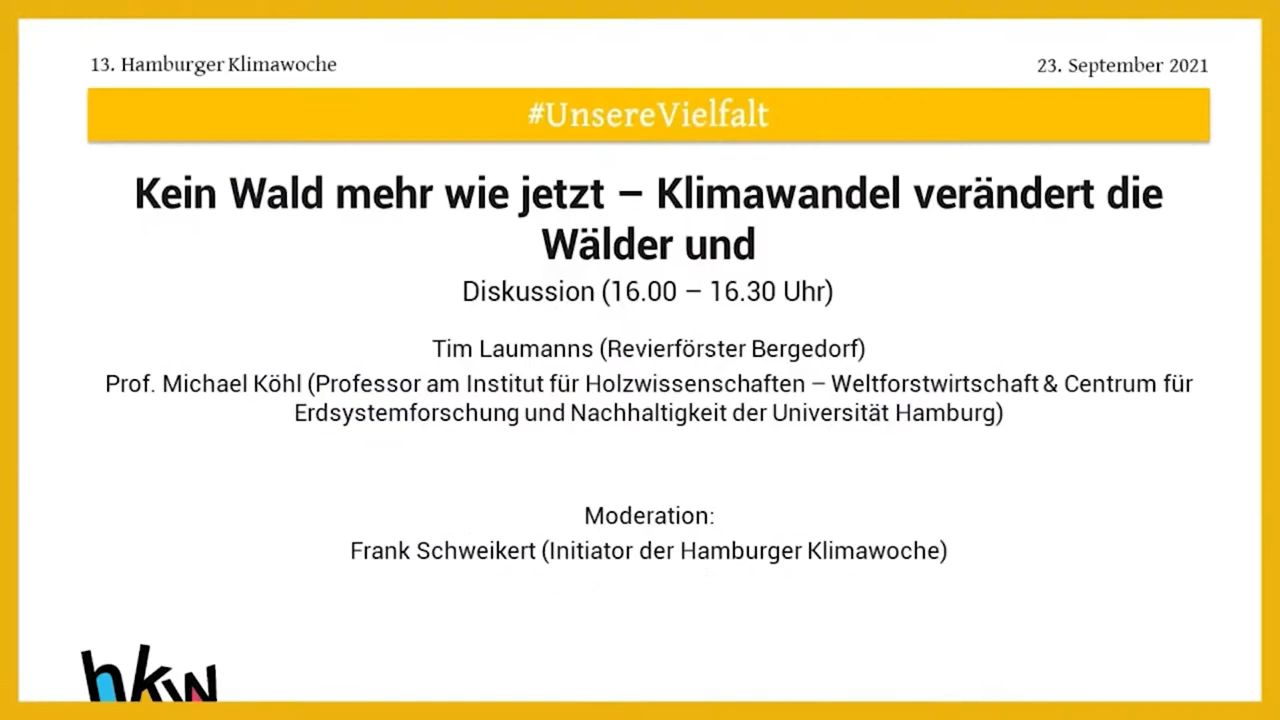 13. Hamburger Klimawoche
23. September 2021
#UnsereVielfalt
Kein Wald mehr wie jetzt – Klimawandel verändert die
Wälder und
Diskussion (16.00 – 16.30 Uhr)
Tim Laumanns (Revierförster Bergedorf)
Prof. Michael Köhl (Professor am Institut für Holzwissenschaften – Weltforstwirtschaft & Centrum für
Erdsystemforschung und Nachhaltigkeit der Universität Hamburg)
Moderation:
Frank Schweikert (Initiator der Hamburger Klimawoche)
hkw